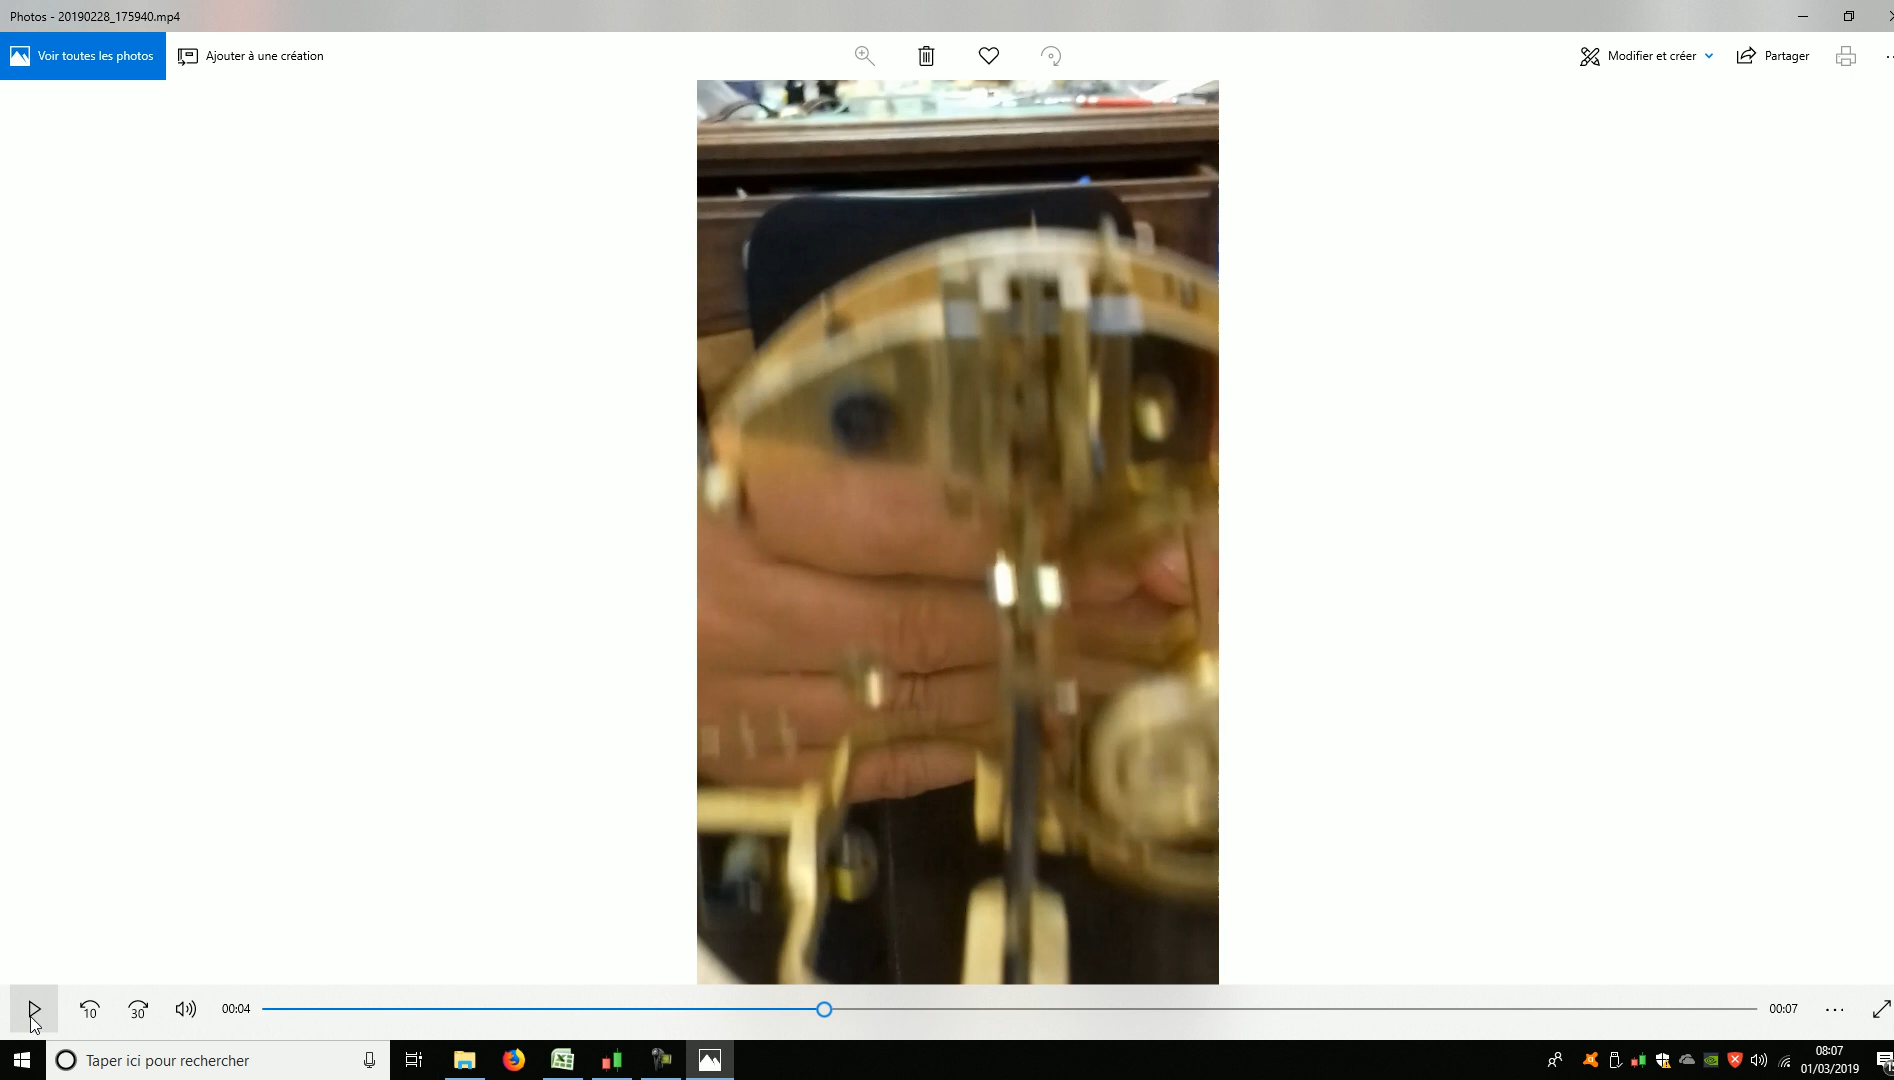 Photos - 20190228_175940.mp4
Voir toutes les photos
Ajouter à une création
Modifier et créer
Partager
10
30
00:04
00:07
Taper ici pour rechercher
08:07
01/03/2019